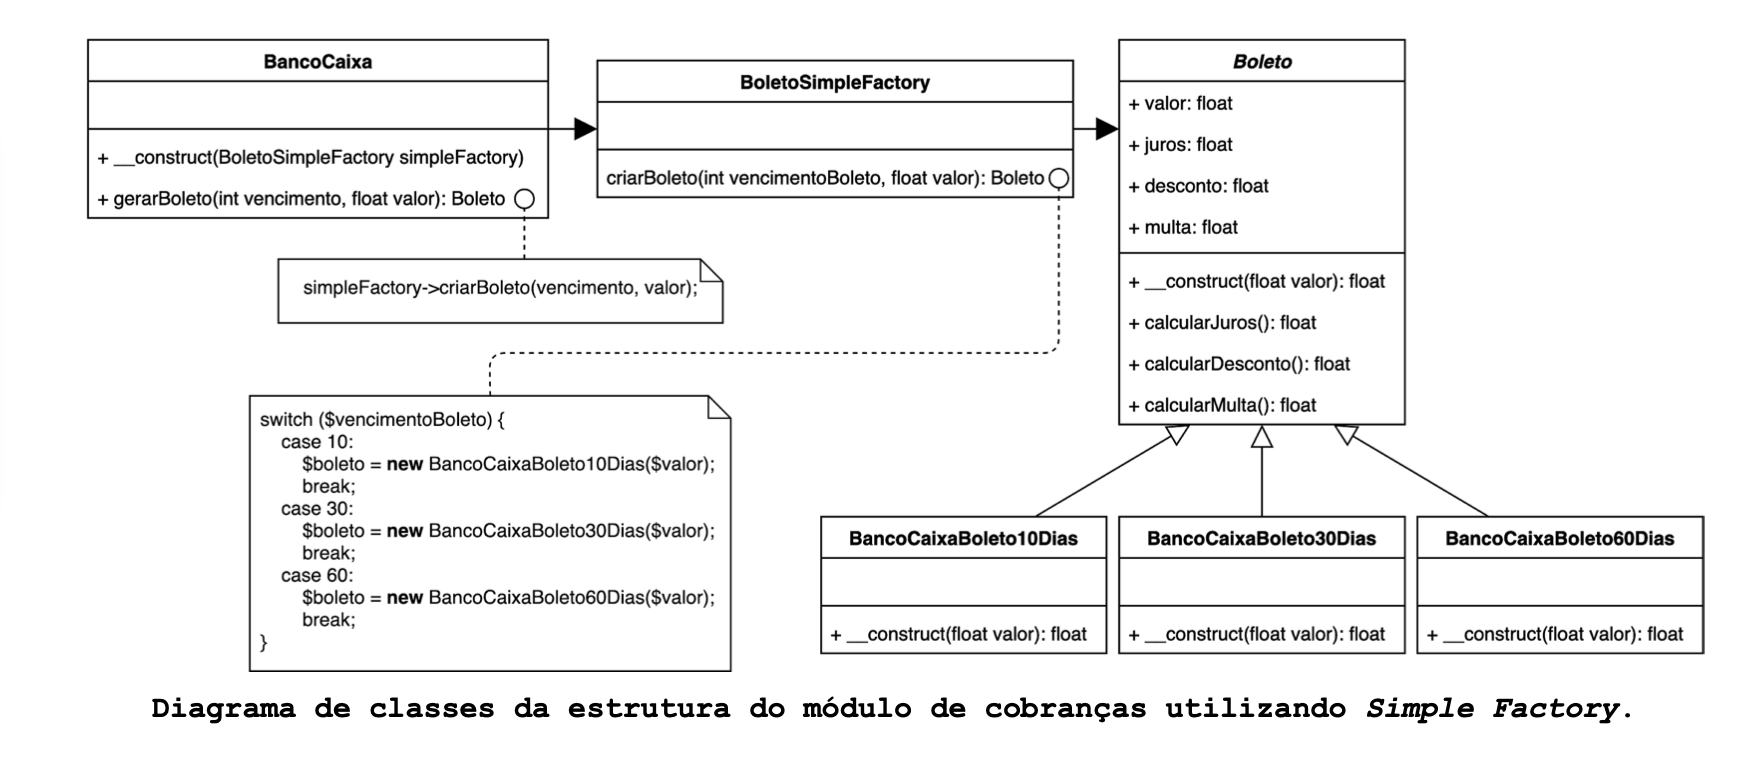 BancoCaixa
+ __construct(BoletoSimpleFactory simpleFactory)
+ gerarBoleto(int vencimento, float valor): Boleto
simpleFactory->criarBoleto(vencimento, valor);
BoletoSimpleFactory
criarBoleto(int vencimentoBoleto, float valor): Boleto
switch ($vencimentoBoleto) {
case 10:
$boleto = new BancoCaixaBoleto10Dias($valor);
break;
case 30:
$boleto = new BancoCaixaBoleto30Dias($valor);
break;
case 60:
$boleto = new BancoCaixaBoleto60Dias($valor);
break;
}
Boleto
+ valor: float
+ juros: float
+ desconto: float
+ multa: float
+ __construct(float valor): float
+ calcularJuros(): float
+ calcularDesconto(): float
+ calcularMulta(): float
BancoCaixaBoleto10Dias
+ __construct(float valor): float
BancoCaixaBoleto30Dias
+ __construct(float valor): float
BancoCaixaBoleto60Dias
+ __construct(float valor): float
Diagrama de classes da estrutura do módulo de cobranças utilizando Simple Factory.